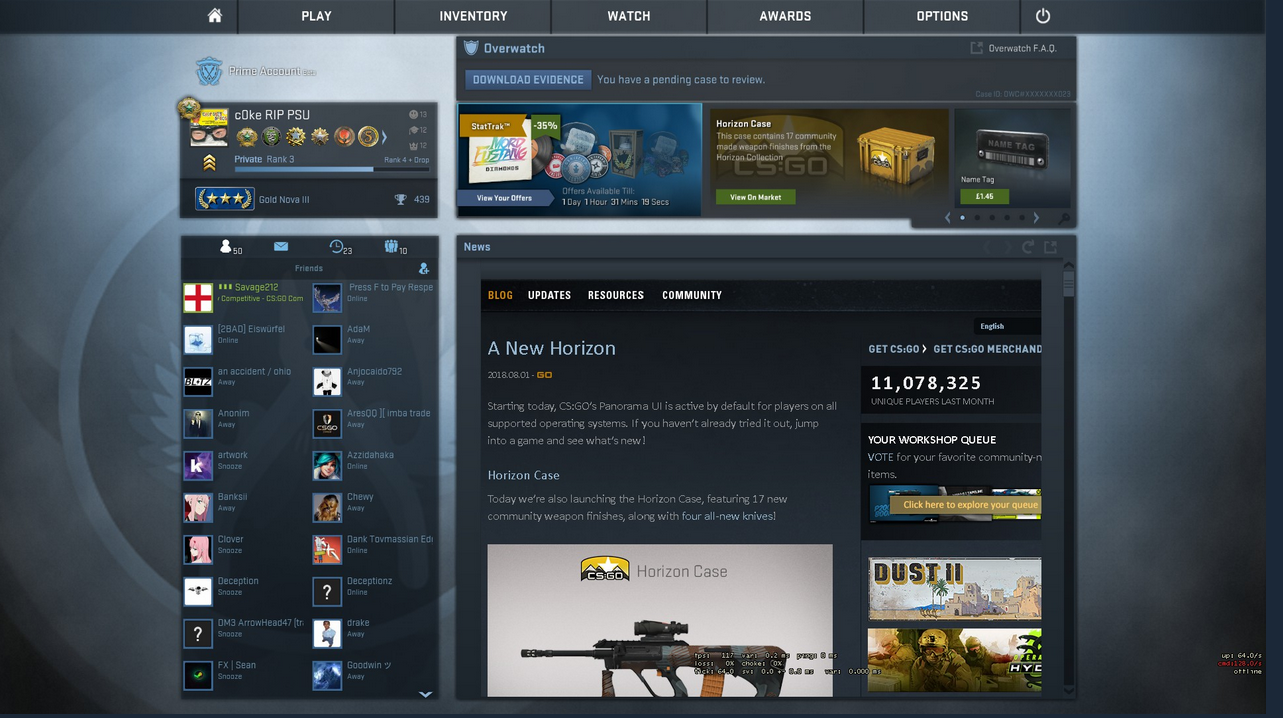 PLAY
INVENTORY
WATCH
AWARDS
OPTIONS
Prime Account
Overwatch
Overwatch F.A.Q.
DOWNLOAD EVIDENCE
You have a pending case to review.
c0ke RIP PSU
13
12
12
Private Rank 3
Rank 4 + Drop
Gold Nova III
439
StatTrak™
-35%
Offers Available Till:
View Your Offers
1 Day 1 Hour 31 Mins 19 Secs
Horizon Case
This case contains 17 community
made weapon finishes from the
Horizon Collection
CS:GO
View On Market
NAME TAG
Name Tag
£1.45
50
23
10
Friends
Savage212
Competitive - CS:GO Com
Press F to Pay Respe
Online
[2BAD] Eiswürfel
Online
AdaM
Away
an accident / ohio
Away
Anjocaido792
Away
Anonim
Away
AresQQ ][ imba trade
Away
artwork
Snooze
Azzidahaka
Online
Banksii
Away
Chewy
Away
Clover
Snooze
Dank Tovmassian Edi
Online
Deception
Snooze
Deceptionz
Online
DM3 ArrowHead47 [tr
Snooze
drake
Away
FX | Sean
Snooze
Goodwin ツ
Away
News
BLOG
UPDATES
RESOURCES
COMMUNITY
English
A New Horizon
2018.08.01 - GO
Starting today, CS:GO's Panorama UI is active by default for players on all
supported operating systems. If you haven't already tried it out, jump
into a game and see what's new!
Horizon Case
Today we're also launching the Horizon Case, featuring 17 new
community weapon finishes, along with four all-new knives!
CS:GO
Horizon Case
GET CS:GO
GET CS:GO MERCHAND
11,078,325
UNIQUE PLAYERS LAST MONTH
YOUR WORKSHOP QUEUE
VOTE for your favorite community-m
items.
Click here to explore your queue
DUST II
HYD
fps: 117 var: 0.2 ms ping: 0 ms
loss: 0% choke: 0%
tick: 64.0 sv: 0.0 +- 0.0 ms var: 0.000 ms
up: 64.0/s
cmd:128.0/s
offline